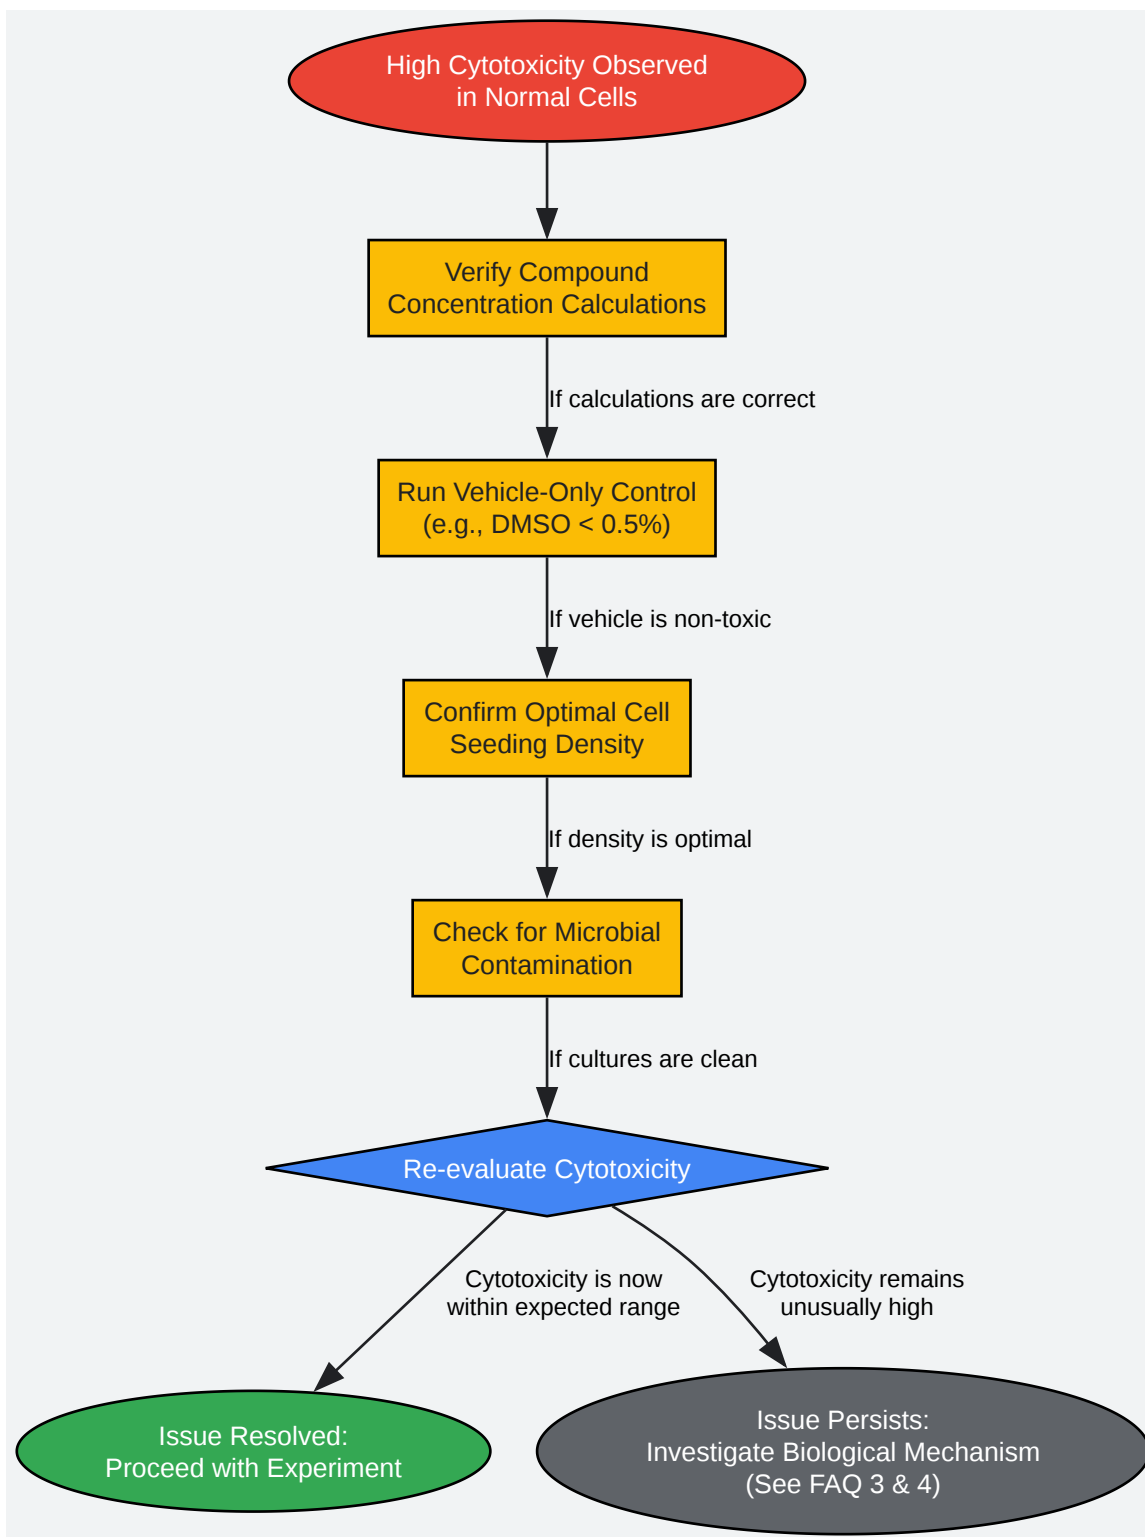 High Cytotoxicity Observed
in Normal Cells
Verify Compound
Concentration Calculations
If calculations are correct
Run Vehicle-Only Control
(e.g., DMSO < 0.5%)
If vehicle is non-toxic
Confirm Optimal Cell
Seeding Density
If density is optimal
Check for Microbial
Contamination
If cultures are clean
Re-evaluate Cytotoxicity
Cytotoxicity is now
within expected range
Cytotoxicity remains
unusually high
Issue Resolved:
Proceed with Experiment
Issue Persists:
Investigate Biological Mechanism
(See FAQ 3 & 4)